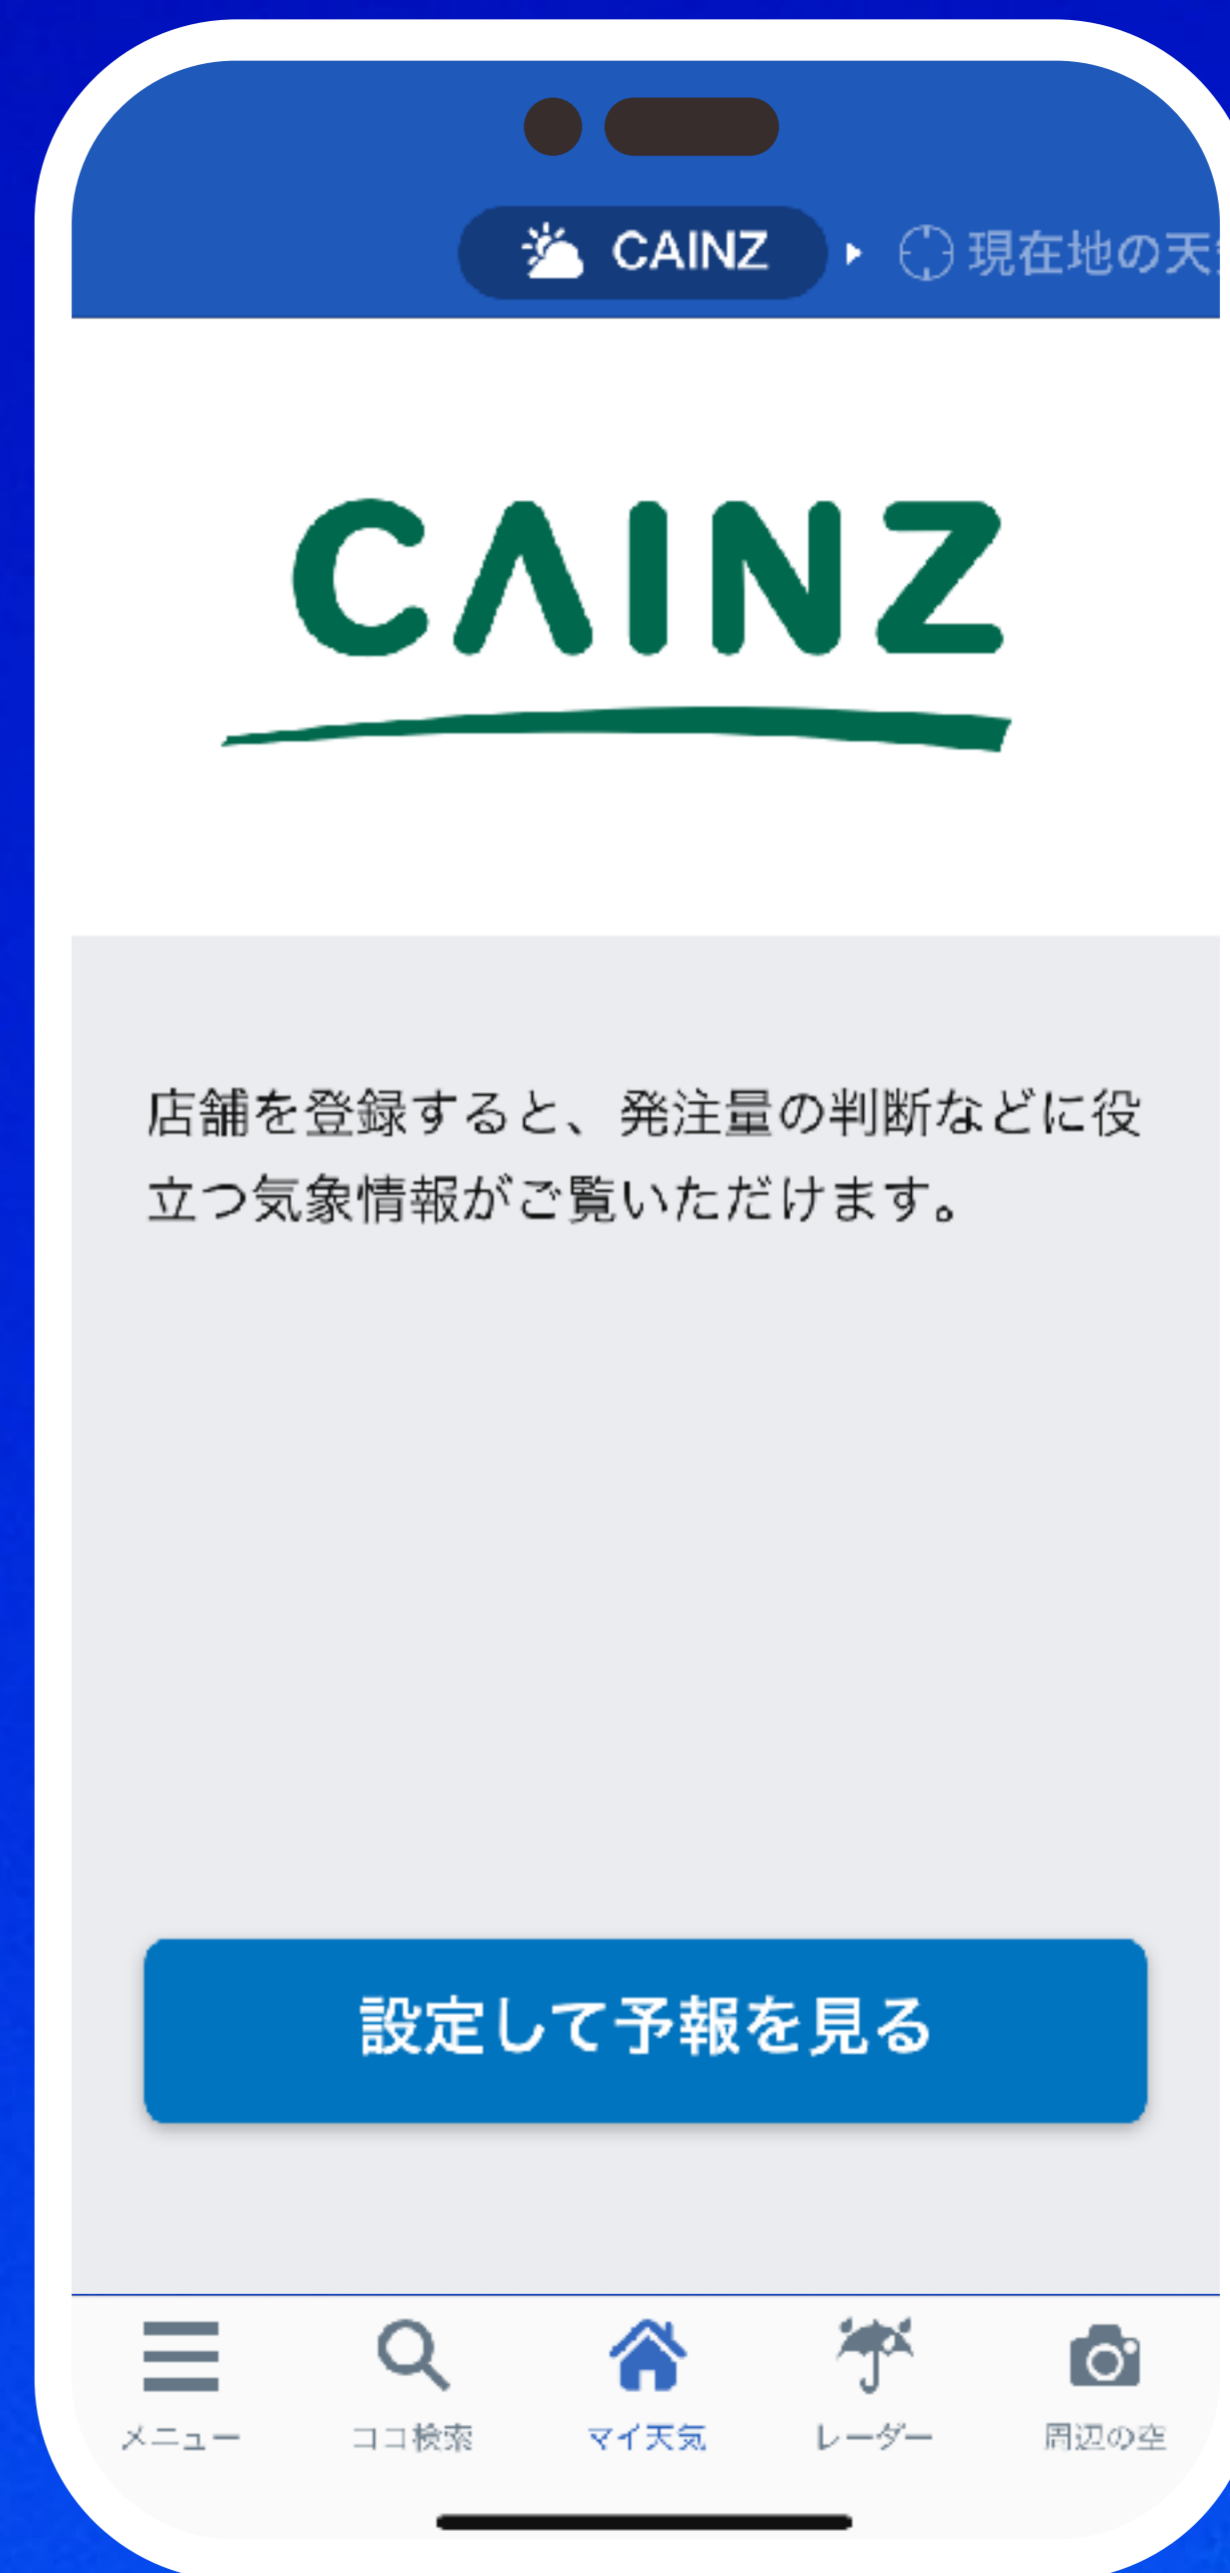 CAINZ
現在地の天
CAINZ
店舗を登録すると、発注量の判断などに役
立つ気象情報がご覧いただけます。
設定して予報を見る
メニュー
ココ検索
マイ天気
レーダー
周辺の空